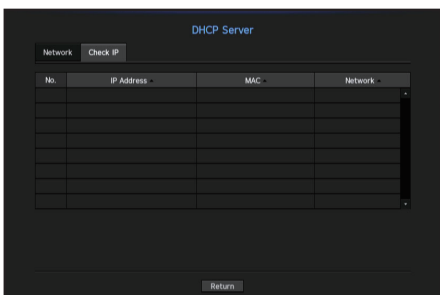 DHCP Server
Network Check IP
No. IP Address MAC Network
Return